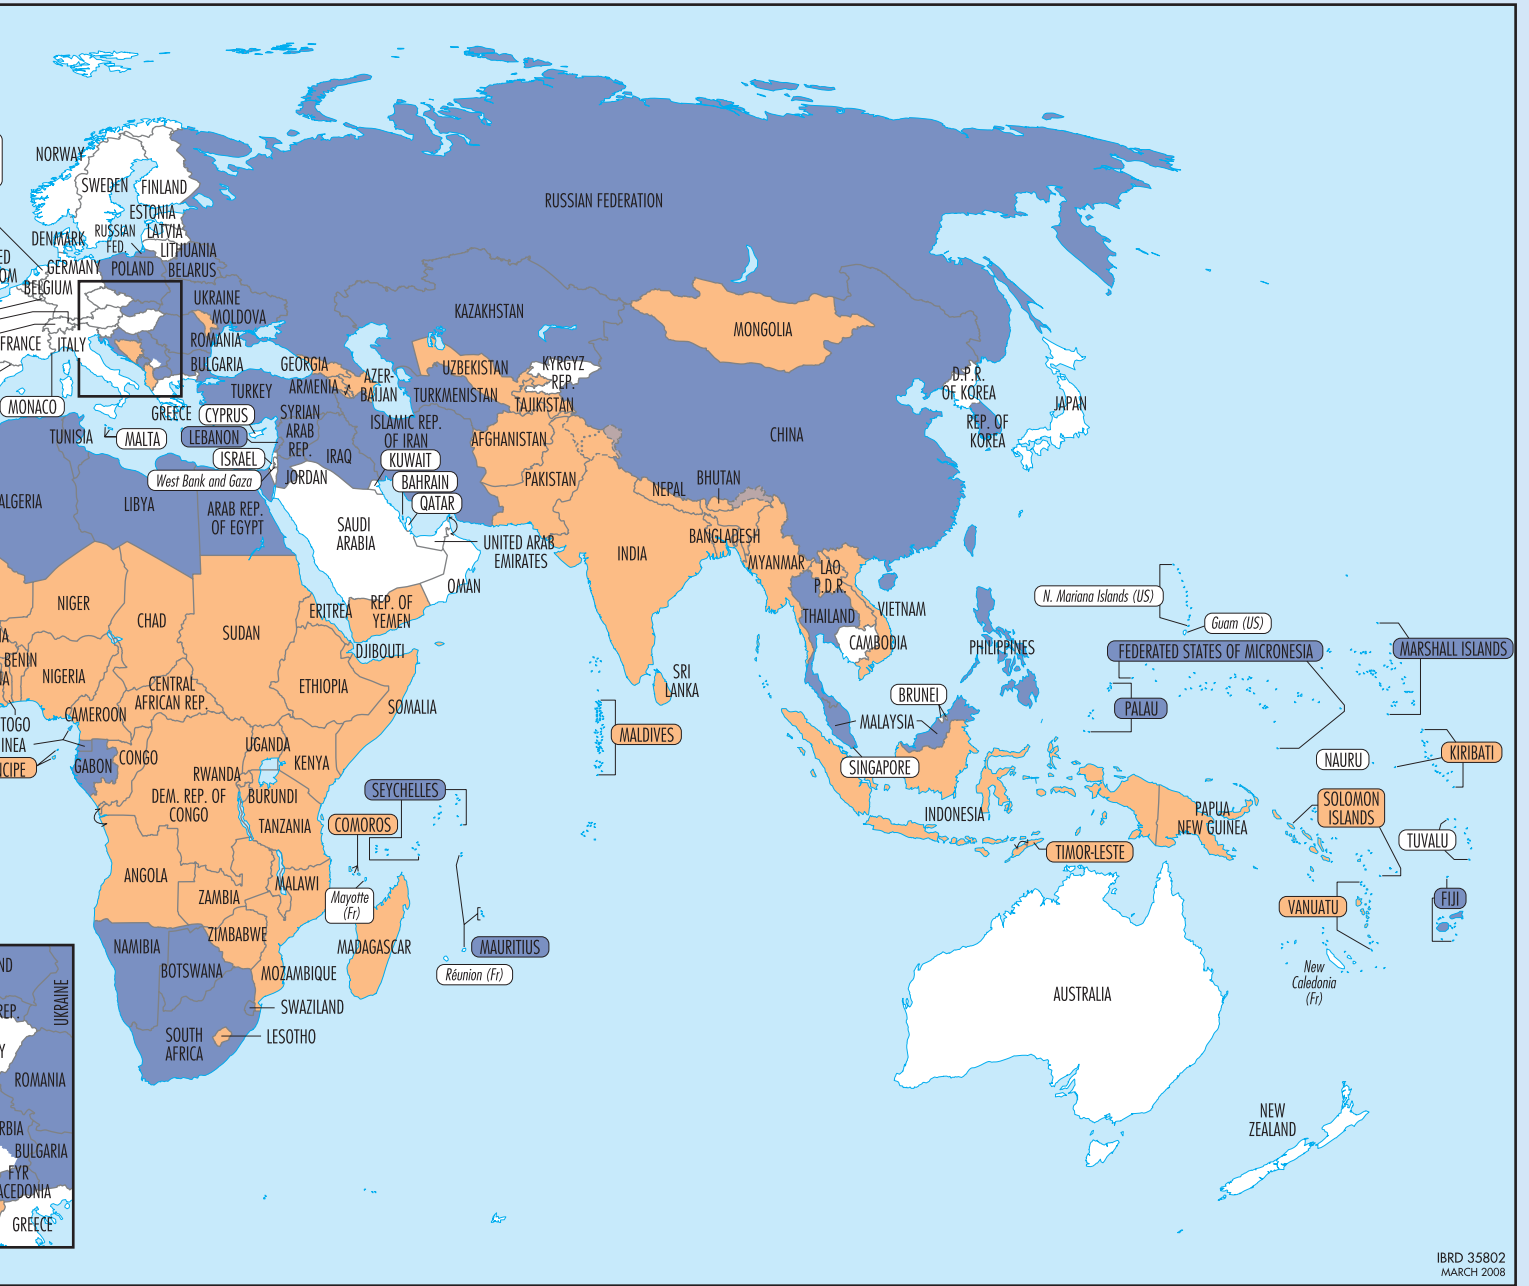 NORWAY
SWEDEN
FINLAND
ESTONIA
RUSSIAN
FED.
LATVIA
DENMARK
LITHUANIA
GERMANY
POLAND
BELARUS
BELGIUM
UKRAINE
MOLDOVA
FRANCE
ITALY
ROMANIA
BULGARIA
MONACO
GREECE
TURKEY
GEORGIA
ARMENIA
AZER-
BAIJAN
RUSSIAN FEDERATION
KAZAKHSTAN
MONGOLIA
UZBEKISTAN
KYRGYZ
REP.
TURKMENISTAN
TAJIKISTAN
D.P.R.
OF KOREA
REP. OF
KOREA
JAPAN
CHINA
TUNISIA
MALTA
CYPRUS
LEBANON
SYRIAN
ARAB
REP.
ISRAEL
West Bank and Gaza
IRAQ
JORDAN
ISLAMIC REP.
OF IRAN
KUWAIT
BAHRAIN
QATAR
AFGHANISTAN
PAKISTAN
NEPAL
BHUTAN
BANGLADESH
INDIA
MYANMAR
LAO
P.D.R.
THAILAND
VIETNAM
CAMBODIA
PHILIPPINES
ALGERIA
LIBYA
ARAB REP.
OF EGYPT
SAUDI
ARABIA
UNITED ARAB
EMIRATES
OMAN
REP. OF
YEMEN
NIGER
CHAD
SUDAN
ERITREA
DJIBOUTI
BENIN
NIGERIA
CENTRAL
AFRICAN REP.
ETHIOPIA
SOMALIA
TOGO
CAMEROON
GABON
CONGO
UGANDA
KENYA
RWANDA
BURUNDI
DEM. REP. OF
CONGO
TANZANIA
SEYCHELLES
COMOROS
ANGOLA
ZAMBIA
MALAWI
Mayotte
(Fr)
ZIMBABWE
MADAGASCAR
MAURITIUS
Réunion (Fr)
NAMIBIA
BOTSWANA
MOZAMBIQUE
SWAZILAND
SOUTH
AFRICA
LESOTHO
SRI
LANKA
MALDIVES
BRUNEI
MALAYSIA
SINGAPORE
INDONESIA
TIMOR-LESTE
PAPUA
NEW GUINEA
N. Mariana Islands (US)
Guam (US)
FEDERATED STATES OF MICRONESIA
MARSHALL ISLANDS
PALAU
NAURU
KIRIBATI
SOLOMON
ISLANDS
TUVALU
VANUATU
FIJI
New
Caledonia
(Fr)
AUSTRALIA
NEW
ZEALAND
UKRAINE
REP.
ROMANIA
BULGARIA
FYR
GREECE
IBRD 35802
MARCH 2008